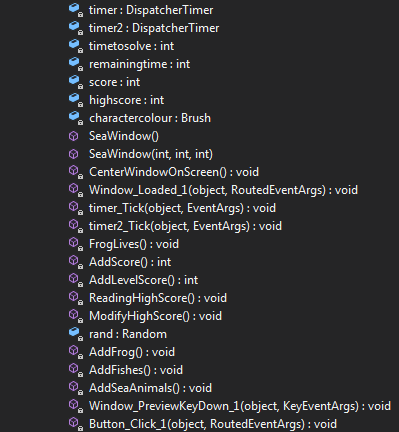 timer : DispatcherTimer
timer2 : DispatcherTimer
timetosolve : int
remainingtime : int
score : int
highscore : int
charactercolour : Brush
SeaWindow()
SeaWindow(int, int, int)
CenterWindowOnScreen() : void
Window_Loaded_1(object, RoutedEventArgs) : void
timer_Tick(object, EventArgs) : void
timer2_Tick(object, EventArgs) : void
FrogLives() : void
AddScore() : int
AddLevelScore() : int
ReadingHighScore() : void
ModifyHighScore() : void
rand : Random
AddFrog() : void
AddFishes() : void
AddSeaAnimals() : void
Window_PreviewKeyDown_1(object, KeyEventArgs) : void
Button_Click_1(object, RoutedEventArgs) : void